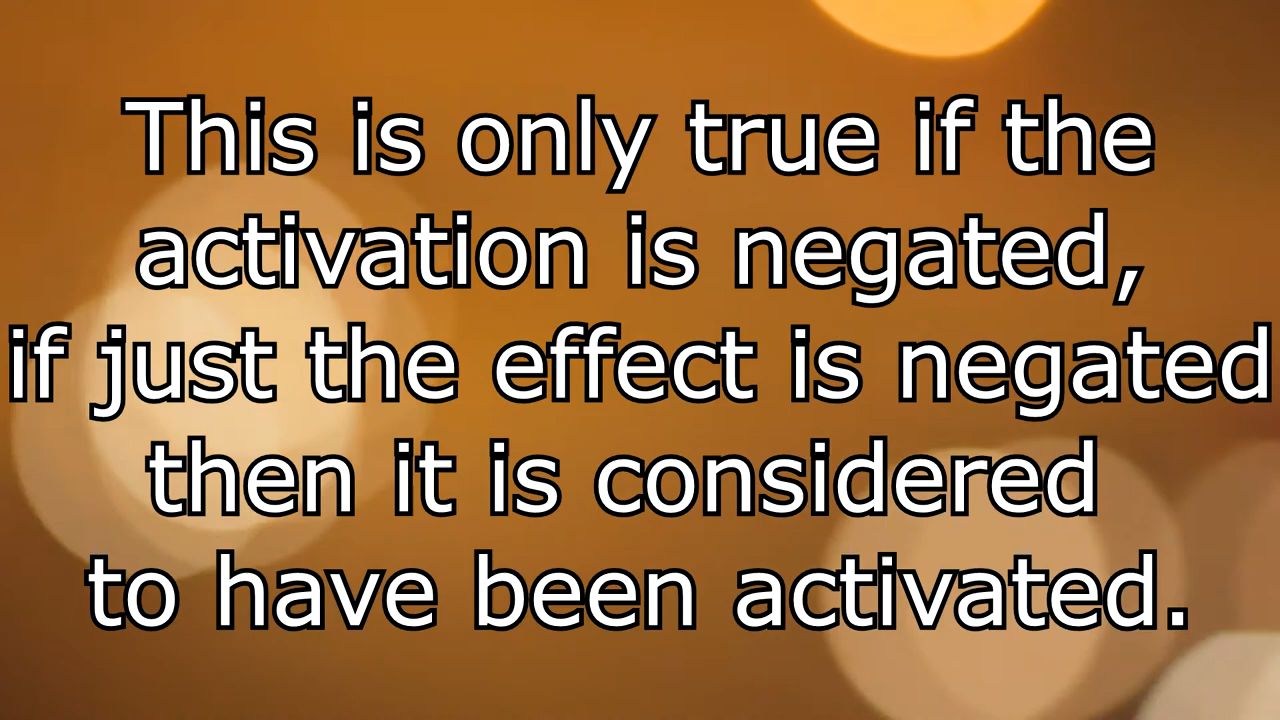 This is only true if the
activation is negated,
if just the effect is negated
then it is considered
to have been activated.